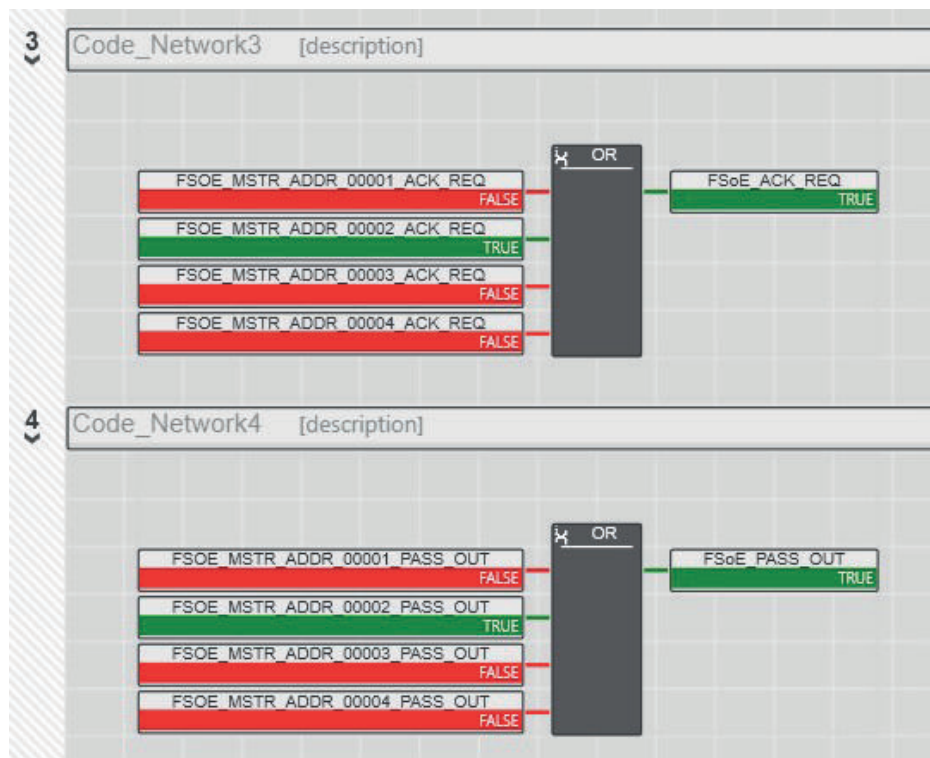 3
Code_Network3 [description]
OR
FSOE_MSTR_ADDR_00001_ACK_REQ FSoE_ACK_REQ
FALSE TRUE
FSOE_MSTR_ADDR_00002_ACK_REQ
TRUE
FSOE_MSTR_ADDR_00003_ACK_REQ
FALSE
FSOE_MSTR_ADDR_00004_ACK_REQ
FALSE
4
Code_Network4 [description]
OR
FSOE_MSTR_ADDR_00001_PASS_OUT FSoE_PASS_OUT
FALSE TRUE
FSOE_MSTR_ADDR_00002_PASS_OUT
TRUE
FSOE_MSTR_ADDR_00003_PASS_OUT
FALSE
FSOE_MSTR_ADDR_00004_PASS_OUT
FALSE